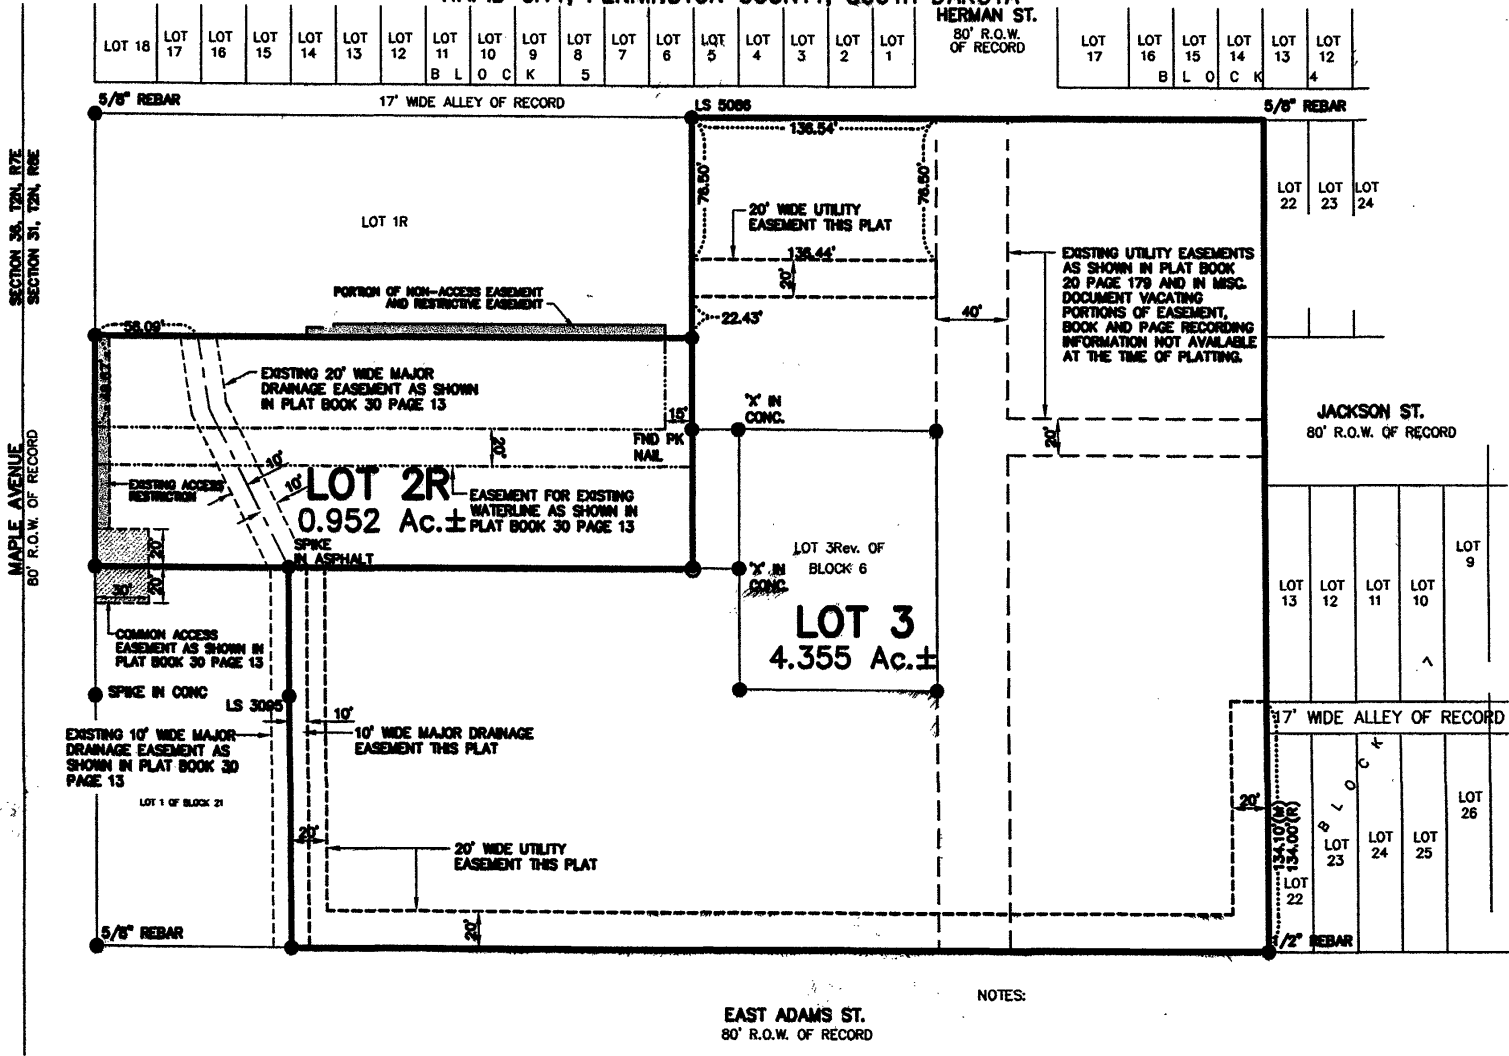 HERMAN ST.
80' R.O.W.
OF RECORD
LOT 18
LOT
17
LOT
16
LOT
15
LOT
14
LOT
13
LOT
12
LOT
11
LOT
10
LOT
9
LOT
8
LOT
7
LOT
6
LOT
5
LOT
4
LOT
3
LOT
2
LOT
1
B L O C K 5
LOT
17
LOT
16
LOT
15
LOT
14
LOT
13
LOT
12
B L O C K 4
5/8" REBAR
17' WIDE ALLEY OF RECORD
LS 5086
5/8" REBAR
136.54'
76.50'
76.50'
SECTION 36, T2N, R7E
SECTION 31, T2N, R8E
LOT 1R
20' WIDE UTILITY
EASEMENT THIS PLAT
136.44'
20'
LOT
22
LOT
23
LOT
24
EXISTING UTILITY EASEMENTS
AS SHOWN IN PLAT BOOK
20 PAGE 179 AND IN MISC.
DOCUMENT VACATING
PORTIONS OF EASEMENT,
BOOK AND PAGE RECORDING
INFORMATION NOT AVAILABLE
AT THE TIME OF PLATTING.
PORTION OF NON-ACCESS EASEMENT
AND RESTRICTIVE EASEMENT
58.09'
22.43'
40'
EXISTING 20' WIDE MAJOR
DRAINAGE EASEMENT AS SHOWN
IN PLAT BOOK 30 PAGE 13
15'
"X" IN
CONC.
FND PK
NAIL
20'
20'
JACKSON ST.
80' R.O.W. OF RECORD
MAPLE AVENUE
80' R.O.W. OF RECORD
10'
10'
EXISTING ACCESS
RESTRICTION
LOT 2R
0.952 Ac.±
EASEMENT FOR EXISTING
WATERLINE AS SHOWN IN
PLAT BOOK 30 PAGE 13
SPIKE
IN ASPHALT
20'
20'
30'
LOT 3Rev. OF
BLOCK 6
"X" IN
CONC.
LOT 3
4.355 Ac.±
LOT
13
LOT
12
LOT
11
LOT
10
LOT
9
7
COMMON ACCESS
EASEMENT AS SHOWN IN
PLAT BOOK 30 PAGE 13
SPIKE IN CONC
LS 3095
10'
10' WIDE MAJOR DRAINAGE
EASEMENT THIS PLAT
EXISTING 10' WIDE MAJOR
DRAINAGE EASEMENT AS
SHOWN IN PLAT BOOK 30
PAGE 13
LOT 1 OF BLOCK 21
17' WIDE ALLEY OF RECORD
B L O C K
20'
134.10'(M)
134.00'(R)
LOT
22
LOT
23
LOT
24
LOT
25
LOT
26
20'
20' WIDE UTILITY
EASEMENT THIS PLAT
20'
5/8" REBAR
1/2" REBAR
NOTES:
EAST ADAMS ST.
80' R.O.W. OF RECORD